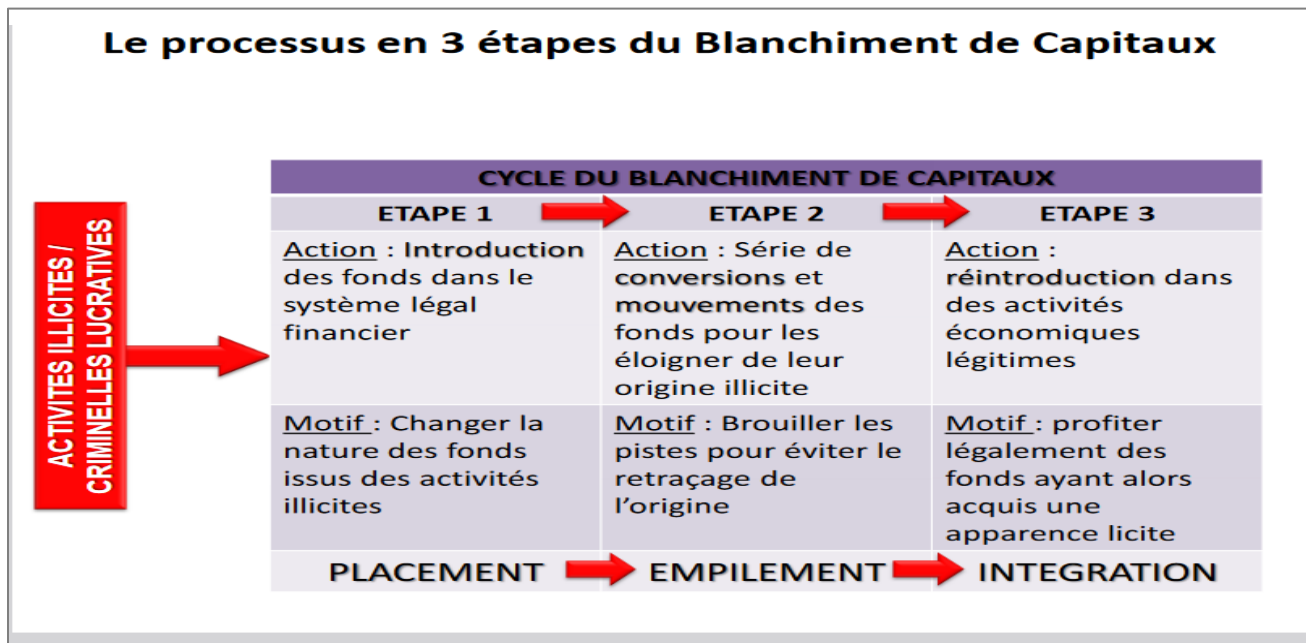 Le processus en 3 étapes du Blanchiment de Capitaux
ACTIVITES ILLICITES /
CRIMINELLES LUCRATIVES
CYCLE DU BLANCHIMENT DE CAPITAUX
ETAPE 1
ETAPE 2
ETAPE 3
Action : Introduction
des fonds dans le
système légal
financier
Action : Série de
conversions et
mouvements des
fonds pour les
éloigner de leur
origine illicite
Action :
réintroduction dans
des activités
économiques
légitimes
Motif : Changer la
nature des fonds
issus des activités
illicites
Motif : Brouiller les
pistes pour éviter le
retraçage de
l’origine
Motif : profiter
légalement des
fonds ayant alors
acquis une
apparence licite
PLACEMENT
EMPILEMENT
INTEGRATION